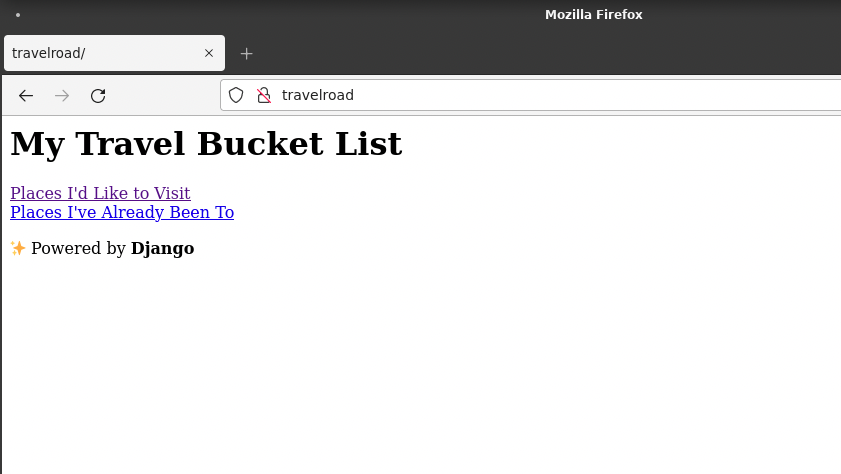 Mozilla Firefox
travelroad/
travelroad
My Travel Bucket List
Places I'd Like to Visit
Places I've Already Been To
✨ Powered by Django